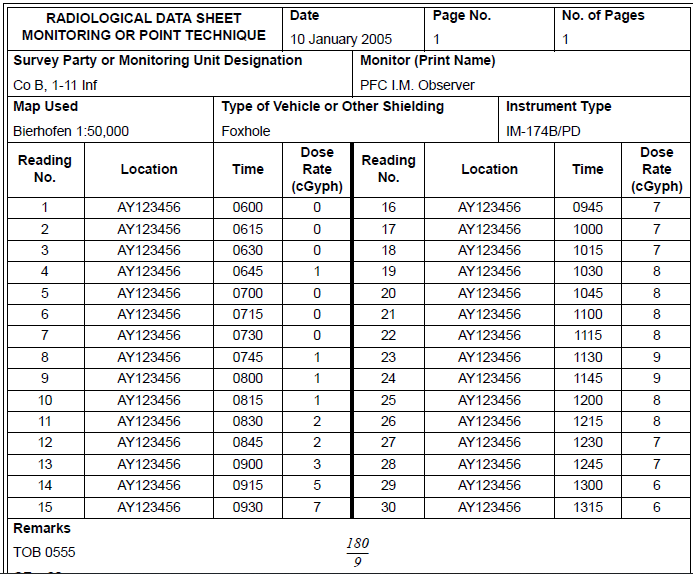 RADIOLOGICAL DATA SHEET
MONITORING OR POINT TECHNIQUE
Date
10 January 2005
Page No.
1
No. of Pages
1
Survey Party or Monitoring Unit Designation
Co B, 1-11 Inf
Monitor (Print Name)
PFC I.M. Observer
Map Used
Bierhofen 1:50,000
Type of Vehicle or Other Shielding
Foxhole
Instrument Type
IM-174B/PD
Reading No. Location Time Dose Rate (cGyph) Reading No. Location Time Dose Rate (cGyph)
1 AY123456 0600 0 16 AY123456 0945 7
2 AY123456 0615 0 17 AY123456 1000 7
3 AY123456 0630 0 18 AY123456 1015 7
4 AY123456 0645 1 19 AY123456 1030 8
5 AY123456 0700 0 20 AY123456 1045 8
6 AY123456 0715 0 21 AY123456 1100 8
7 AY123456 0730 0 22 AY123456 1115 8
8 AY123456 0745 1 23 AY123456 1130 9
9 AY123456 0800 1 24 AY123456 1145 9
10 AY123456 0815 1 25 AY123456 1200 8
11 AY123456 0830 2 26 AY123456 1215 8
12 AY123456 0845 2 27 AY123456 1230 7
13 AY123456 0900 3 28 AY123456 1245 7
14 AY123456 0915 5 29 AY123456 1300 6
15 AY123456 0930 7 30 AY123456 1315 6
Remarks
TOB 0555
180
9